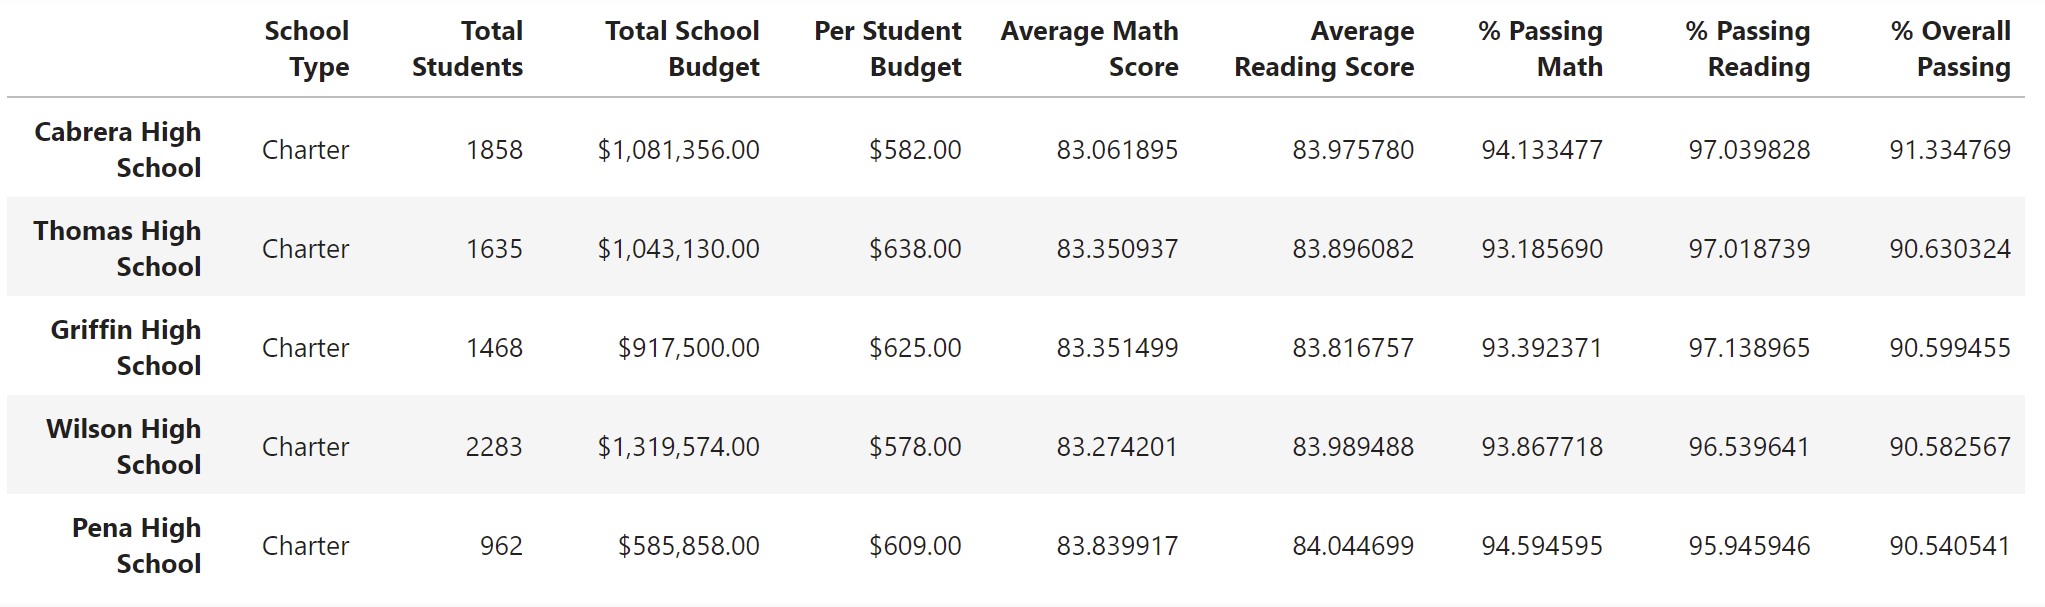 School Type Total Students Total School Budget Per Student Budget Average Math Score Average Reading Score % Passing Math % Passing Reading % Overall Passing
Cabrera High School Charter 1858 $1,081,356.00 $582.00 83.061895 83.975780 94.133477 97.039828 91.334769
Thomas High School Charter 1635 $1,043,130.00 $638.00 83.350937 83.896082 93.185690 97.018739 90.630324
Griffin High School Charter 1468 $917,500.00 $625.00 83.351499 83.816757 93.392371 97.138965 90.599455
Wilson High School Charter 2283 $1,319,574.00 $578.00 83.274201 83.989488 93.867718 96.539641 90.582567
Pena High School Charter 962 $585,858.00 $609.00 83.839917 84.044699 94.594595 95.945946 90.540541